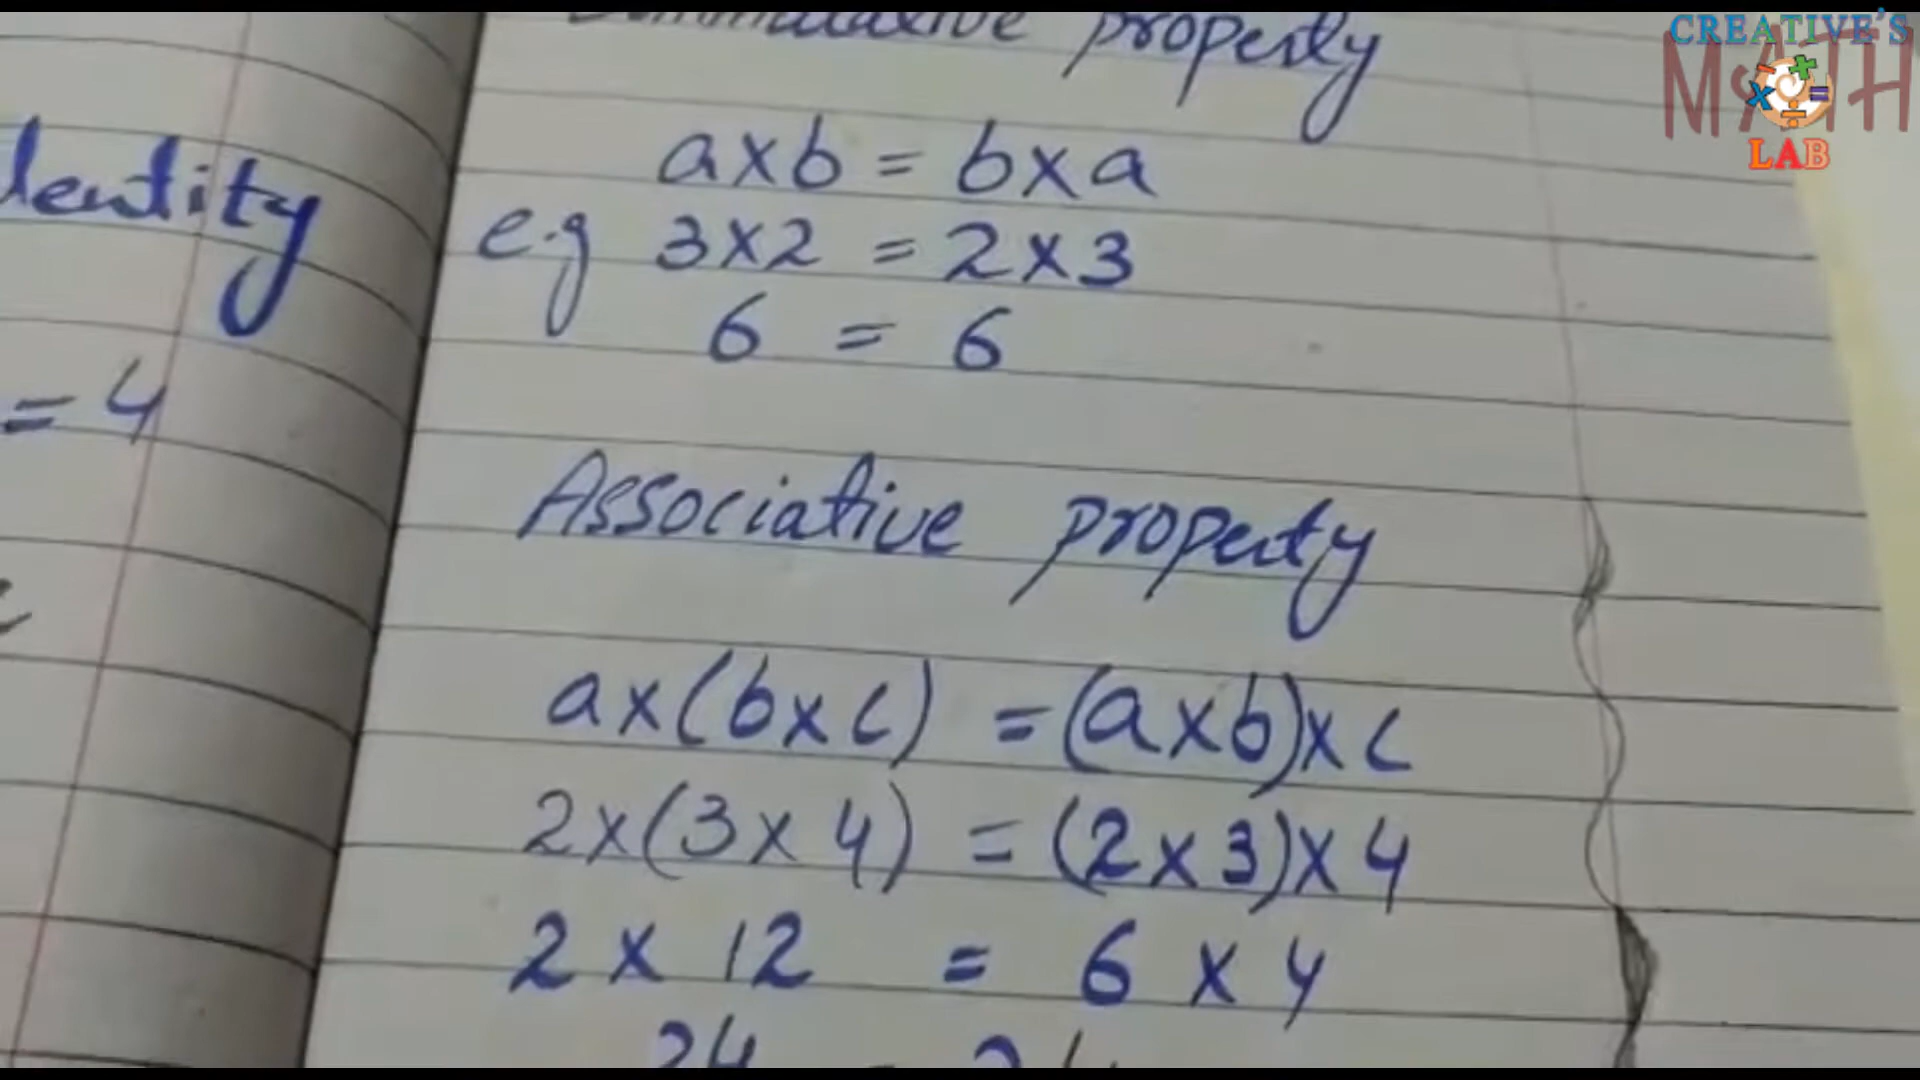 property
a×b = b×a
e.g 3×2 = 2×3
6 = 6
Associative property
a×(b×c) = (a×b)×c
2×(3×4) = (2×3)×4
2 × 12 = 6 × 4
24 =
= 4
CREATIVE'S
MATH
LAB